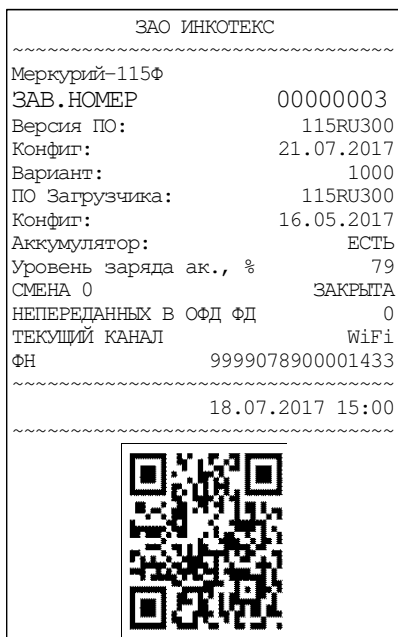 ЗАО ИНКОТЕКС
~~~~~~~~~~~~~~~~~~~~~~~~~~~~~~~~
Меркурий-115Ф
ЗАВ.НОМЕР 00000003
Версия ПО: 115RU300
Конфиг: 21.07.2017
Вариант: 1000
ПО Загрузчика: 115RU300
Конфиг: 16.05.2017
Аккумулятор: ЕСТЬ
Уровень заряда ак., % 79
СМЕНА 0 ЗАКРЫТА
НЕПЕРЕДАННЫХ В ОФД ФД 0
ТЕКУЩИЙ КАНАЛ WiFi
ФН 9999078900001433
~~~~~~~~~~~~~~~~~~~~~~~~~~~~~~~~
18.07.2017 15:00
~~~~~~~~~~~~~~~~~~~~~~~~~~~~~~~~